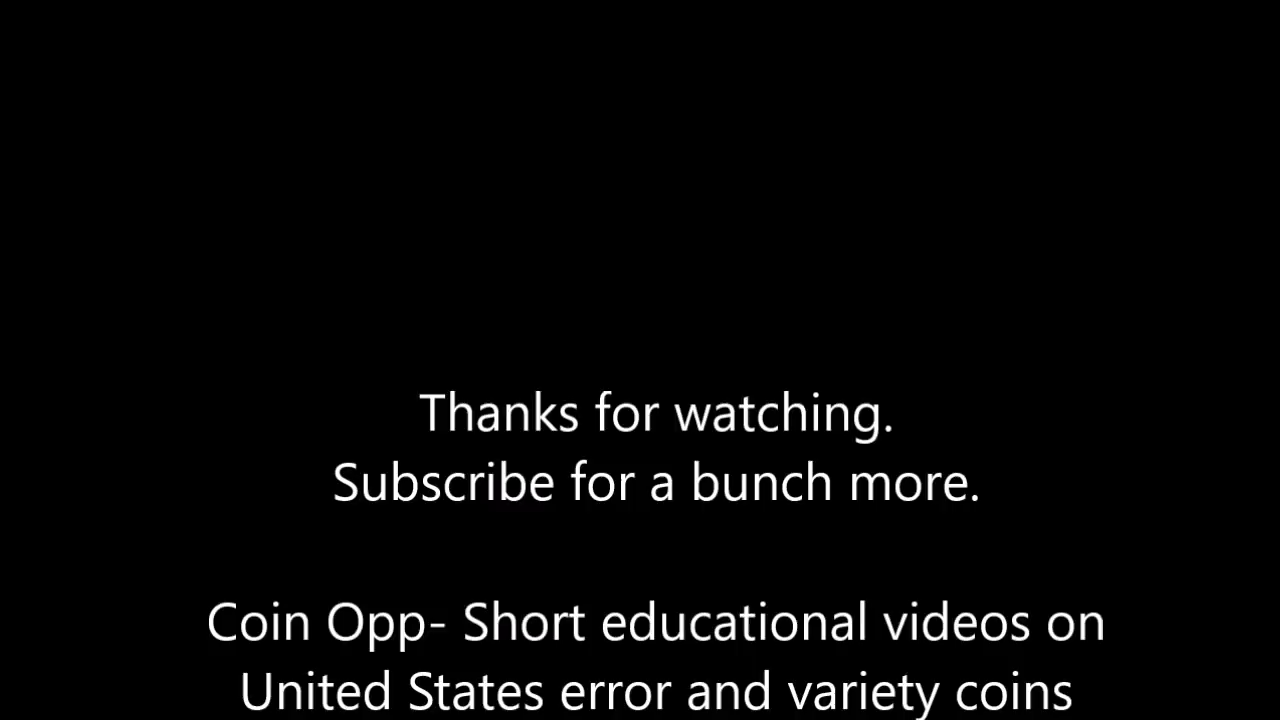 Thanks for watching.
Subscribe for a bunch more.
Coin Opp- Short educational videos on
United States error and variety coins